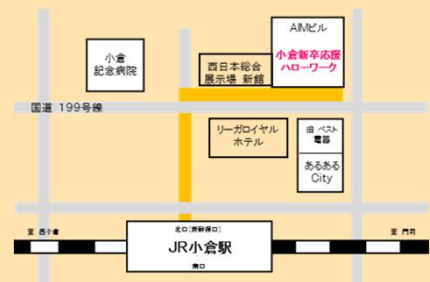 AIMビル
小倉新卒応援
ハローワーク
小倉
記念病院
西日本総合
展示場 新館
国道 199号線
リーガロイヤル
ホテル
旧 ベスト
電器
あるある
City
至 西小倉
北口(新幹線口)
JR小倉駅
南口
至 門司